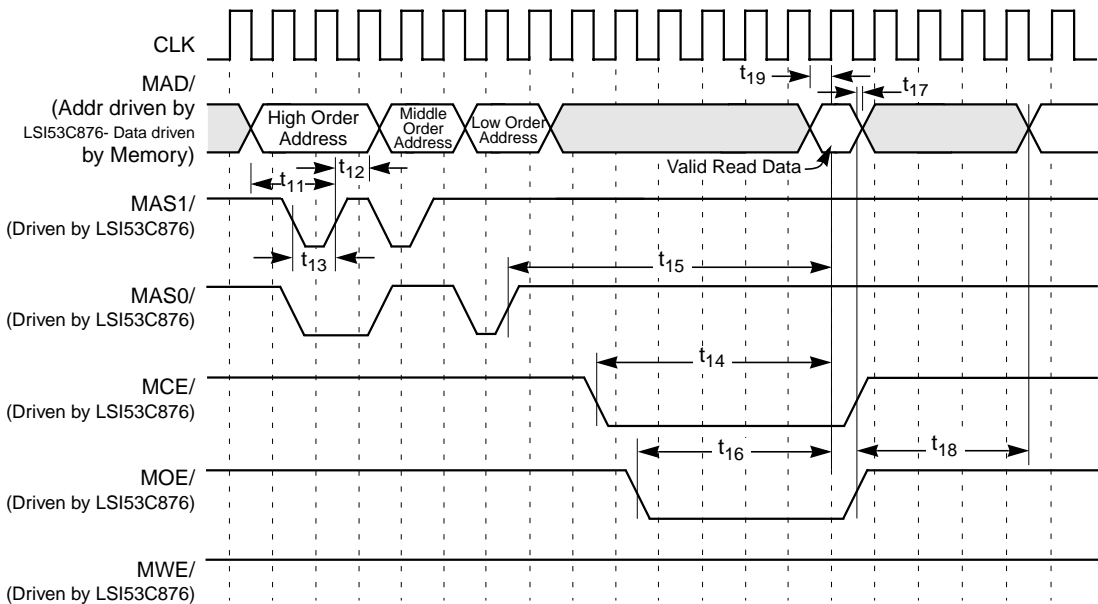 CLK
MAD/
(Addr driven by
LSI53C876- Data driven
by Memory)
High Order
Address
Middle
Order
Address
Low Order
Address
t19
t17
Valid Read Data
t11
t12
MAS1/
(Driven by LSI53C876)
t13
t15
MAS0/
(Driven by LSI53C876)
t14
MCE/
(Driven by LSI53C876)
t16
t18
MOE/
(Driven by LSI53C876)
MWE/
(Driven by LSI53C876)